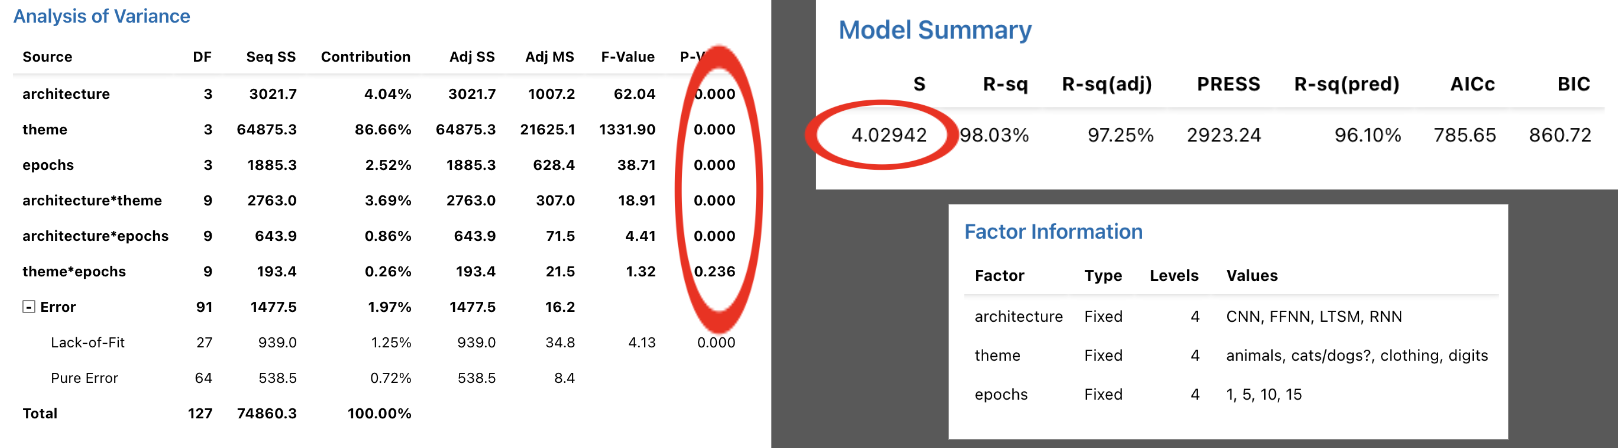 Analysis of Variance
Source DF Seq SS Contribution Adj SS Adj MS F-Value P-V
architecture 3 3021.7 4.04% 3021.7 1007.2 62.04 0.000
theme 3 64875.3 86.66% 64875.3 21625.1 1331.90 0.000
epochs 3 1885.3 2.52% 1885.3 628.4 38.71 0.000
architecture*theme 9 2763.0 3.69% 2763.0 307.0 18.91 0.000
architecture*epochs 9 643.9 0.86% 643.9 71.5 4.41 0.000
theme*epochs 9 193.4 0.26% 193.4 21.5 1.32 0.236
Error 91 1477.5 1.97% 1477.5 16.2
Lack-of-Fit 27 939.0 1.25% 939.0 34.8 4.13 0.000
Pure Error 64 538.5 0.72% 538.5 8.4
Total 127 74860.3 100.00%
Model Summary
S R-sq R-sq(adj) PRESS R-sq(pred) AICc BIC
4.02942 98.03% 97.25% 2923.24 96.10% 785.65 860.72
Factor Information
Factor Type Levels Values
architecture Fixed 4 CNN, FFNN, LTSM, RNN
theme Fixed 4 animals, cats/dogs?, clothing, digits
epochs Fixed 4 1, 5, 10, 15